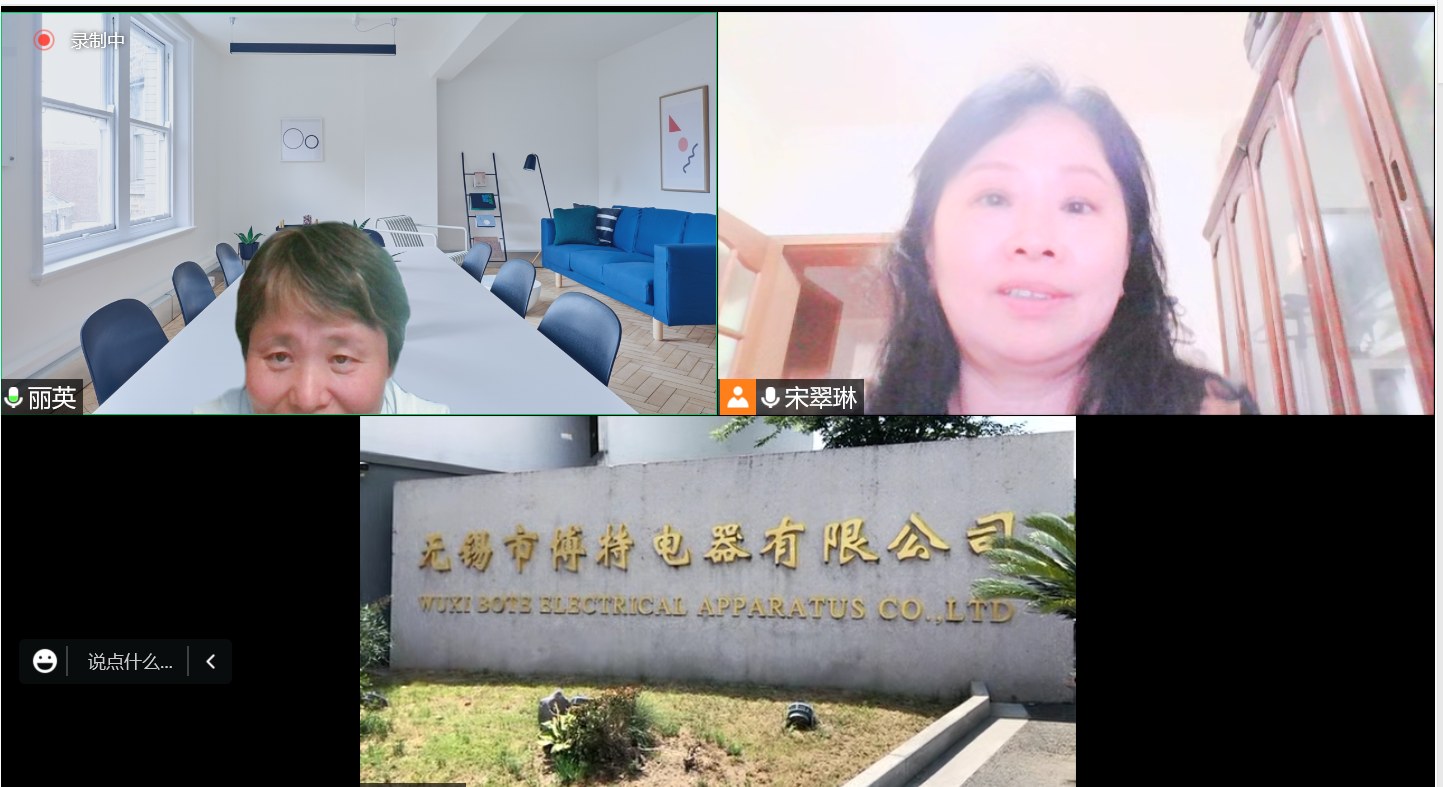 录制中
丽英
宋翠琳
无锡市博特电器有限公司
WUXI BOTE ELECTRICAL APPARATUS CO.,LTD
说点什么...